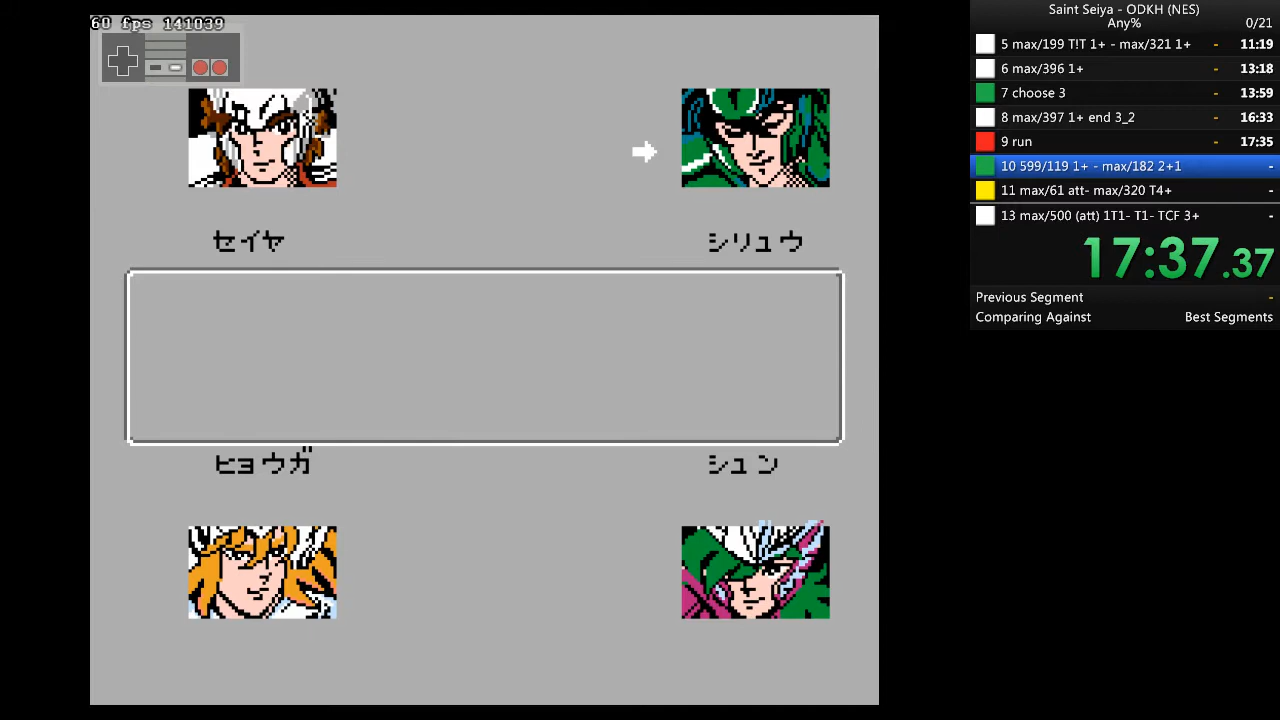 60 fps 141039
セイヤ
シリュウ
ヒョウガ
シュン
Saint Seiya - ODKH (NES)
Any%
0/21
5 max/199 T!T 1+ - max/321 1+ - 11:19
6 max/396 1+ - 13:18
7 choose 3 - 13:59
8 max/397 1+ end 3_2 - 16:33
9 run - 17:35
10 599/119 1+ - max/182 2+1 -
11 max/61 att- max/320 T4+ -
13 max/500 (att) 1T1- T1- TCF 3+ -
17:37.37
Previous Segment -
Comparing Against Best Segments